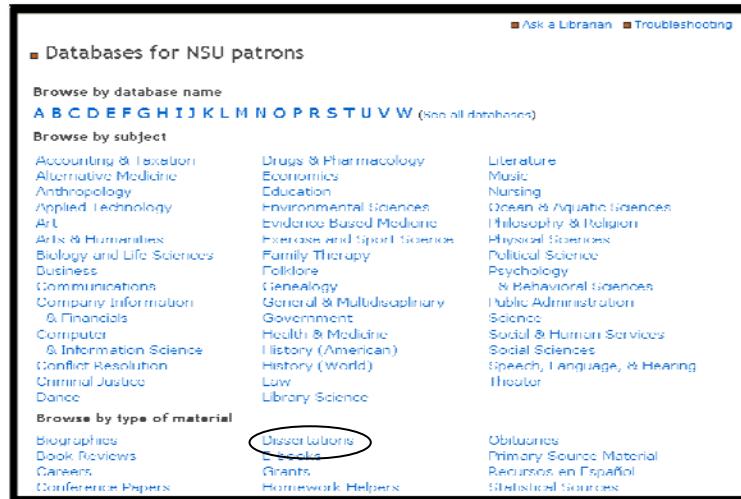 Ask a Librarian Troubleshooting
Databases for NSU patrons
Browse by database name
A B C D E F G H I J K L M N O P R S T U V W (See all databases)
Browse by subject
Accounting & Taxation
Alternative Medicine
Anthropology
Applied Technology
Art
Arts & Humanities
Biology and Life Sciences
Business
Communications
Company Information
& Financials
Computer
& Information Science
Conflict Resolution
Criminal Justice
Dance
Drugs & Pharmacology
Economics
Education
Environmental Sciences
Evidence Based Medicine
Exercise and Sport Science
Family Therapy
Folklore
Genealogy
General & Multidisciplinary
Government
Health & Medicine
History (American)
History (World)
Law
Library Science
Literature
Music
Nursing
Ocean & Aquatic Sciences
Philosophy & Religion
Physical Sciences
Political Science
Psychology
& Behavioral Sciences
Public Administration
Science
Social & Human Services
Social Sciences
Speech, Language, & Hearing
Theater
Browse by type of material
Biographies
Book Reviews
Careers
Conference Papers
Dissertations
E-books
Grants
Homework Helpers
Obituaries
Primary Source Material
Recursos en Español
Statistical Sources